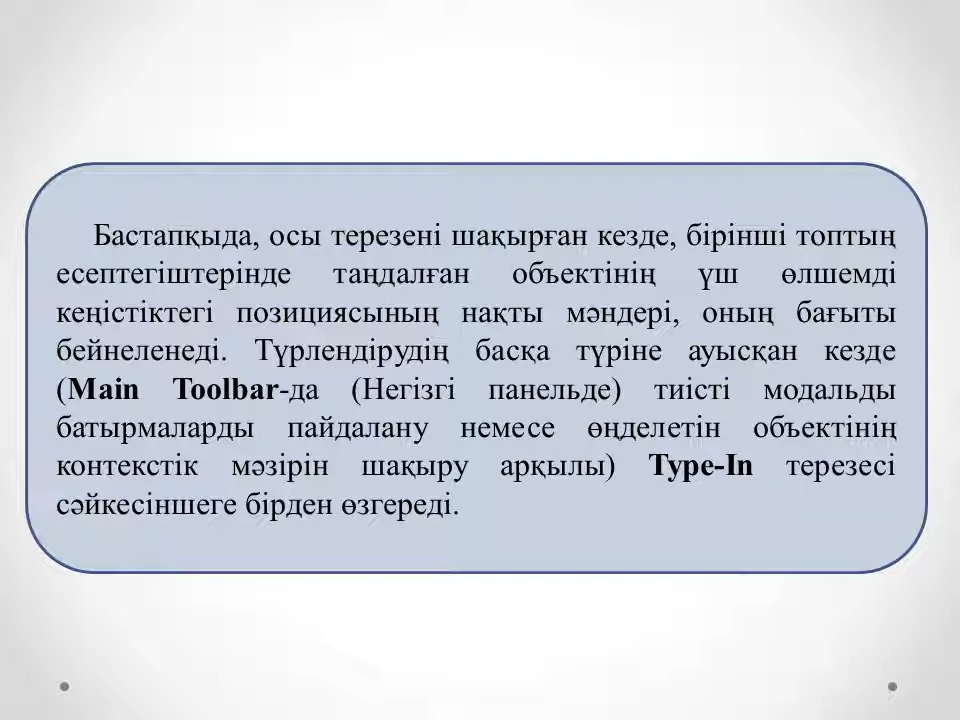 Бастапқыда, осы терезені шақырған кезде, бірінші топтың
есептегіштерінде таңдалған объектінің үш өлшемді
кеңістіктегі позициясының нақты мәндері, оның бағыты
бейнеленеді. Түрлендірудің басқа түріне ауысқан кезде
(Main Toolbar-да (Негізгі панельде) тиісті модальды
батырмаларды пайдалану немесе өңделетін объектінің
контекстік мәзірін шақыру арқылы) Type-In терезесі
сәйкесіншеге бірден өзгереді.